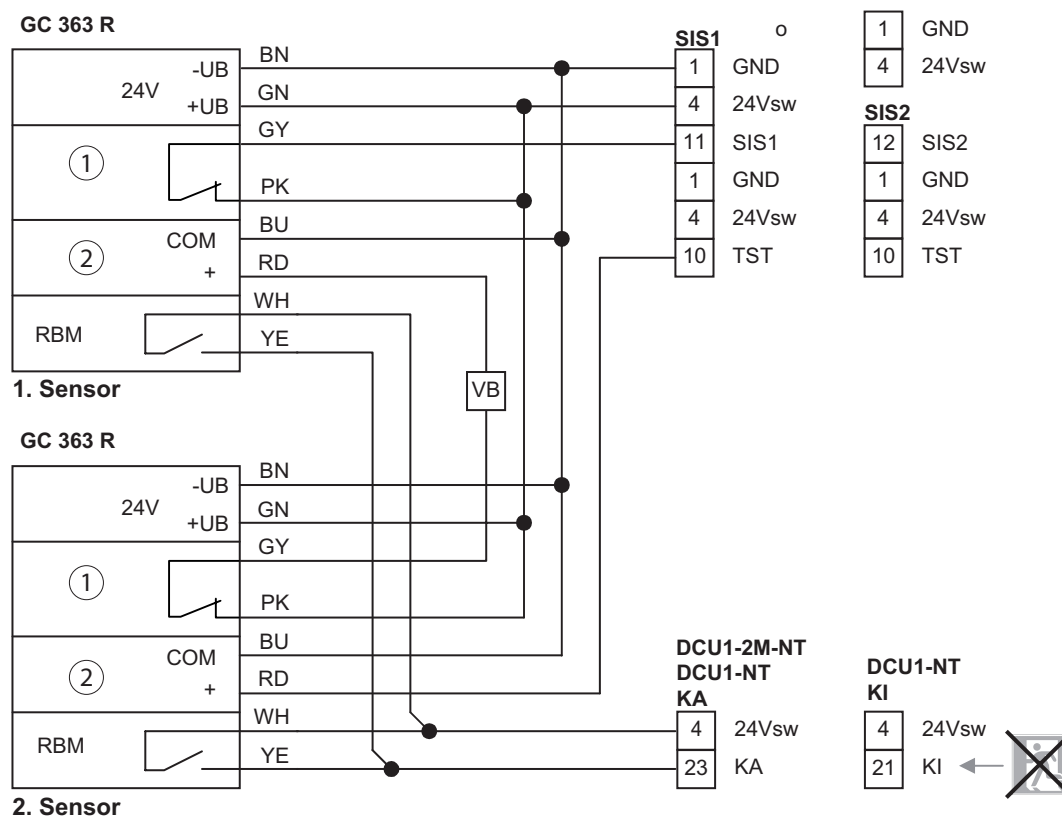 GC 363 R
24V
-UB
+UB
1
2
COM
+
RBM
BN
GN
GY
PK
BU
RD
WH
YE
1. Sensor
VB
GC 363 R
24V
-UB
+UB
1
2
COM
+
RBM
BN
GN
GY
PK
BU
RD
WH
YE
2. Sensor
SIS1
o
1 GND
4 24Vsw
11 SIS1
1 GND
4 24Vsw
10 TST
1 GND
4 24Vsw
SIS2
12 SIS2
1 GND
4 24Vsw
10 TST
DCU1-2M-NT
DCU1-NT
KA
4 24Vsw
23 KA
DCU1-NT
KI
4 24Vsw
21 KI